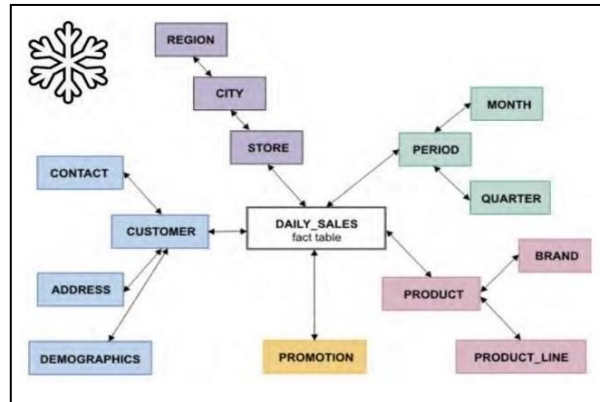 REGION
CITY
MONTH
STORE
PERIOD
CONTACT
QUARTER
CUSTOMER
DAILY_SALES
fact table
BRAND
ADDRESS
PRODUCT
DEMOGRAPHICS
PROMOTION
PRODUCT_LINE